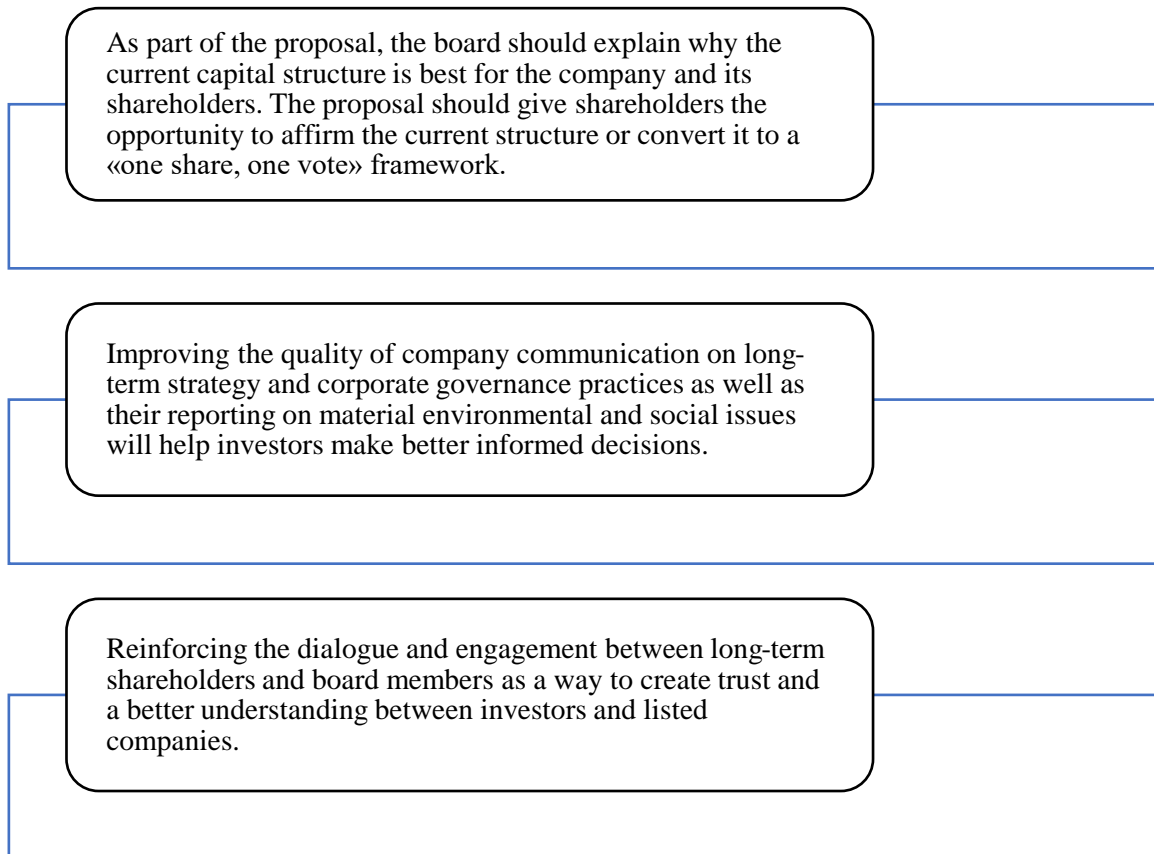 As part of the proposal, the board should explain why the
current capital structure is best for the company and its
shareholders. The proposal should give shareholders the
opportunity to affirm the current structure or convert it to a
«one share, one vote» framework.
Improving the quality of company communication on long-
term strategy and corporate governance practices as well as
their reporting on material environmental and social issues
will help investors make better informed decisions.
Reinforcing the dialogue and engagement between long-term
shareholders and board members as a way to create trust and
a better understanding between investors and listed
companies.